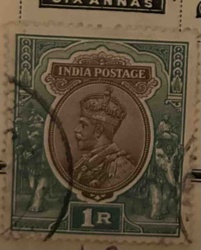 SIX ANNAS
INDIA POSTAGE
1R